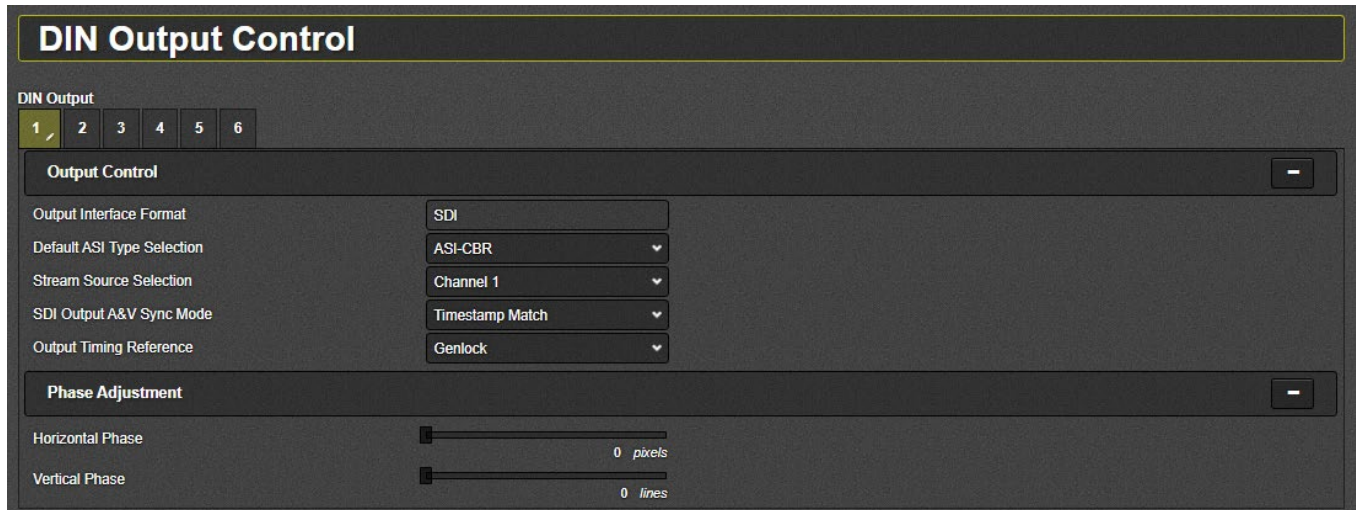 DIN Output Control
DIN Output
1 2 3 4 5 6
Output Control -
Output Interface Format SDI
Default ASI Type Selection ASI-CBR
Stream Source Selection Channel 1
SDI Output A&V Sync Mode Timestamp Match
Output Timing Reference Genlock
Phase Adjustment -
Horizontal Phase
0 pixels
Vertical Phase
0 lines